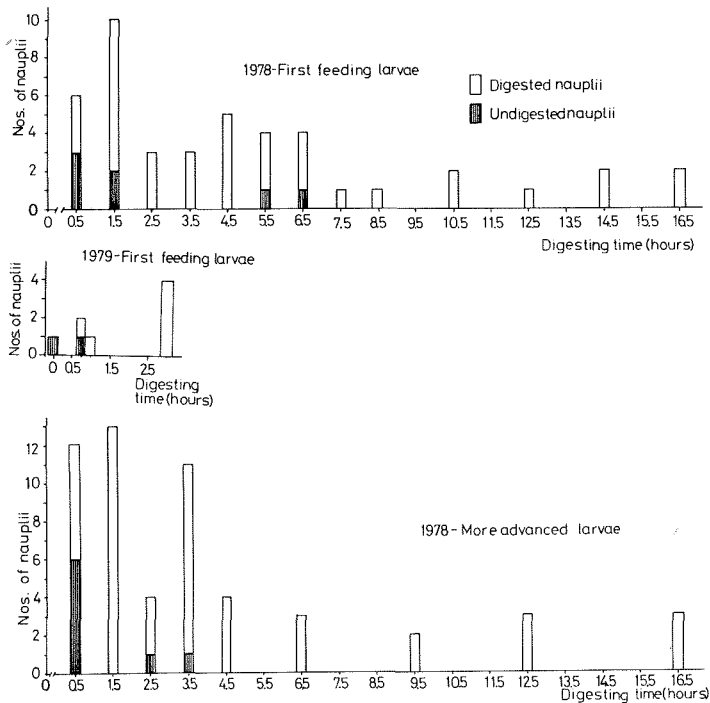 10
8
6
4
2
0
Nos. of nauplii
1978-First feeding larvae
Digested nauplii
Undigested nauplii
0 0.5 1.5 2.5 3.5 4.5 5.5 6.5 7.5 8.5 9.5 10.5 11.5 12.5 13.5 14.5 15.5 16.5
Digesting time (hours)
1979-First feeding larvae
4
2
0
Nos. of nauplii
0 0.5 1.5 2.5
Digesting
time (hours)
12
10
8
6
4
2
0
Nos. of nauplii
1978-More advanced larvae
0 0.5 1.5 2.5 3.5 4.5 5.5 6.5 7.5 8.5 9.5 10.5 11.5 12.5 13.5 14.5 15.5 16.5
Digesting time (hours)